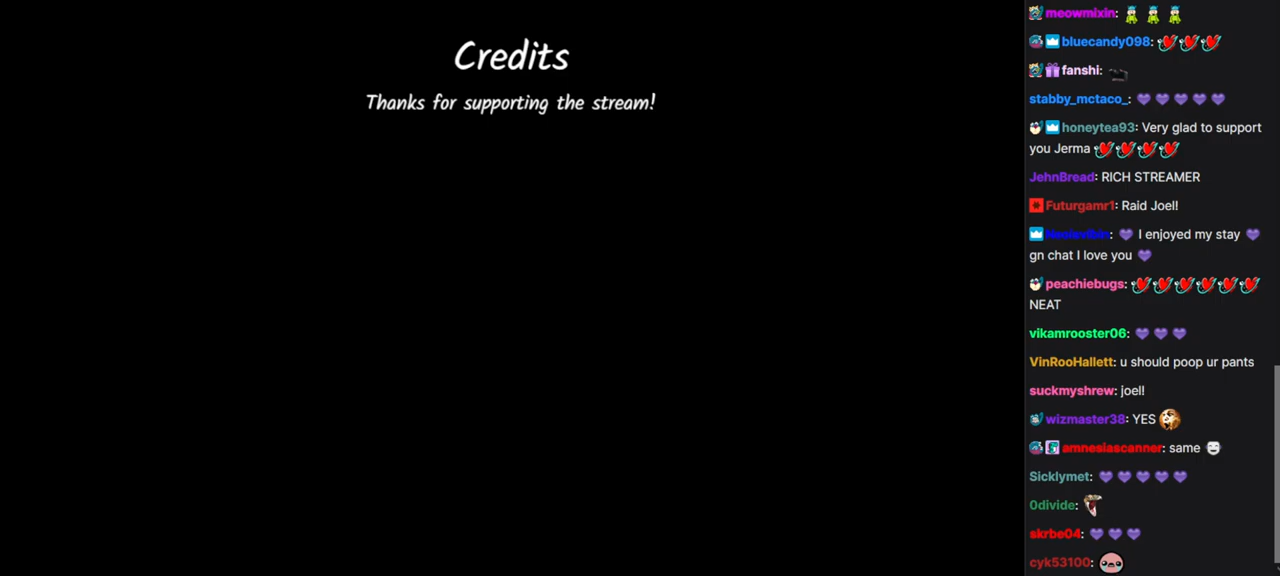 Credits
Thanks for supporting the stream!
meowmixin:
bluecandy098:
fanshi:
stabby_mctaco_:
honeytea93: Very glad to support
you Jerma
JehnBread: RICH STREAMER
Futurgamr1: Raid Joel!
: I enjoyed my stay
gn chat I love you
peachiebugs:
NEAT
vikamrooster06:
VinRooHallett: u should poop ur pants
suckmyshrew: joel!
wizmaster38: YES
amnesiascanner: same
Sicklymet:
0divide:
skrbe04:
cyk53100: